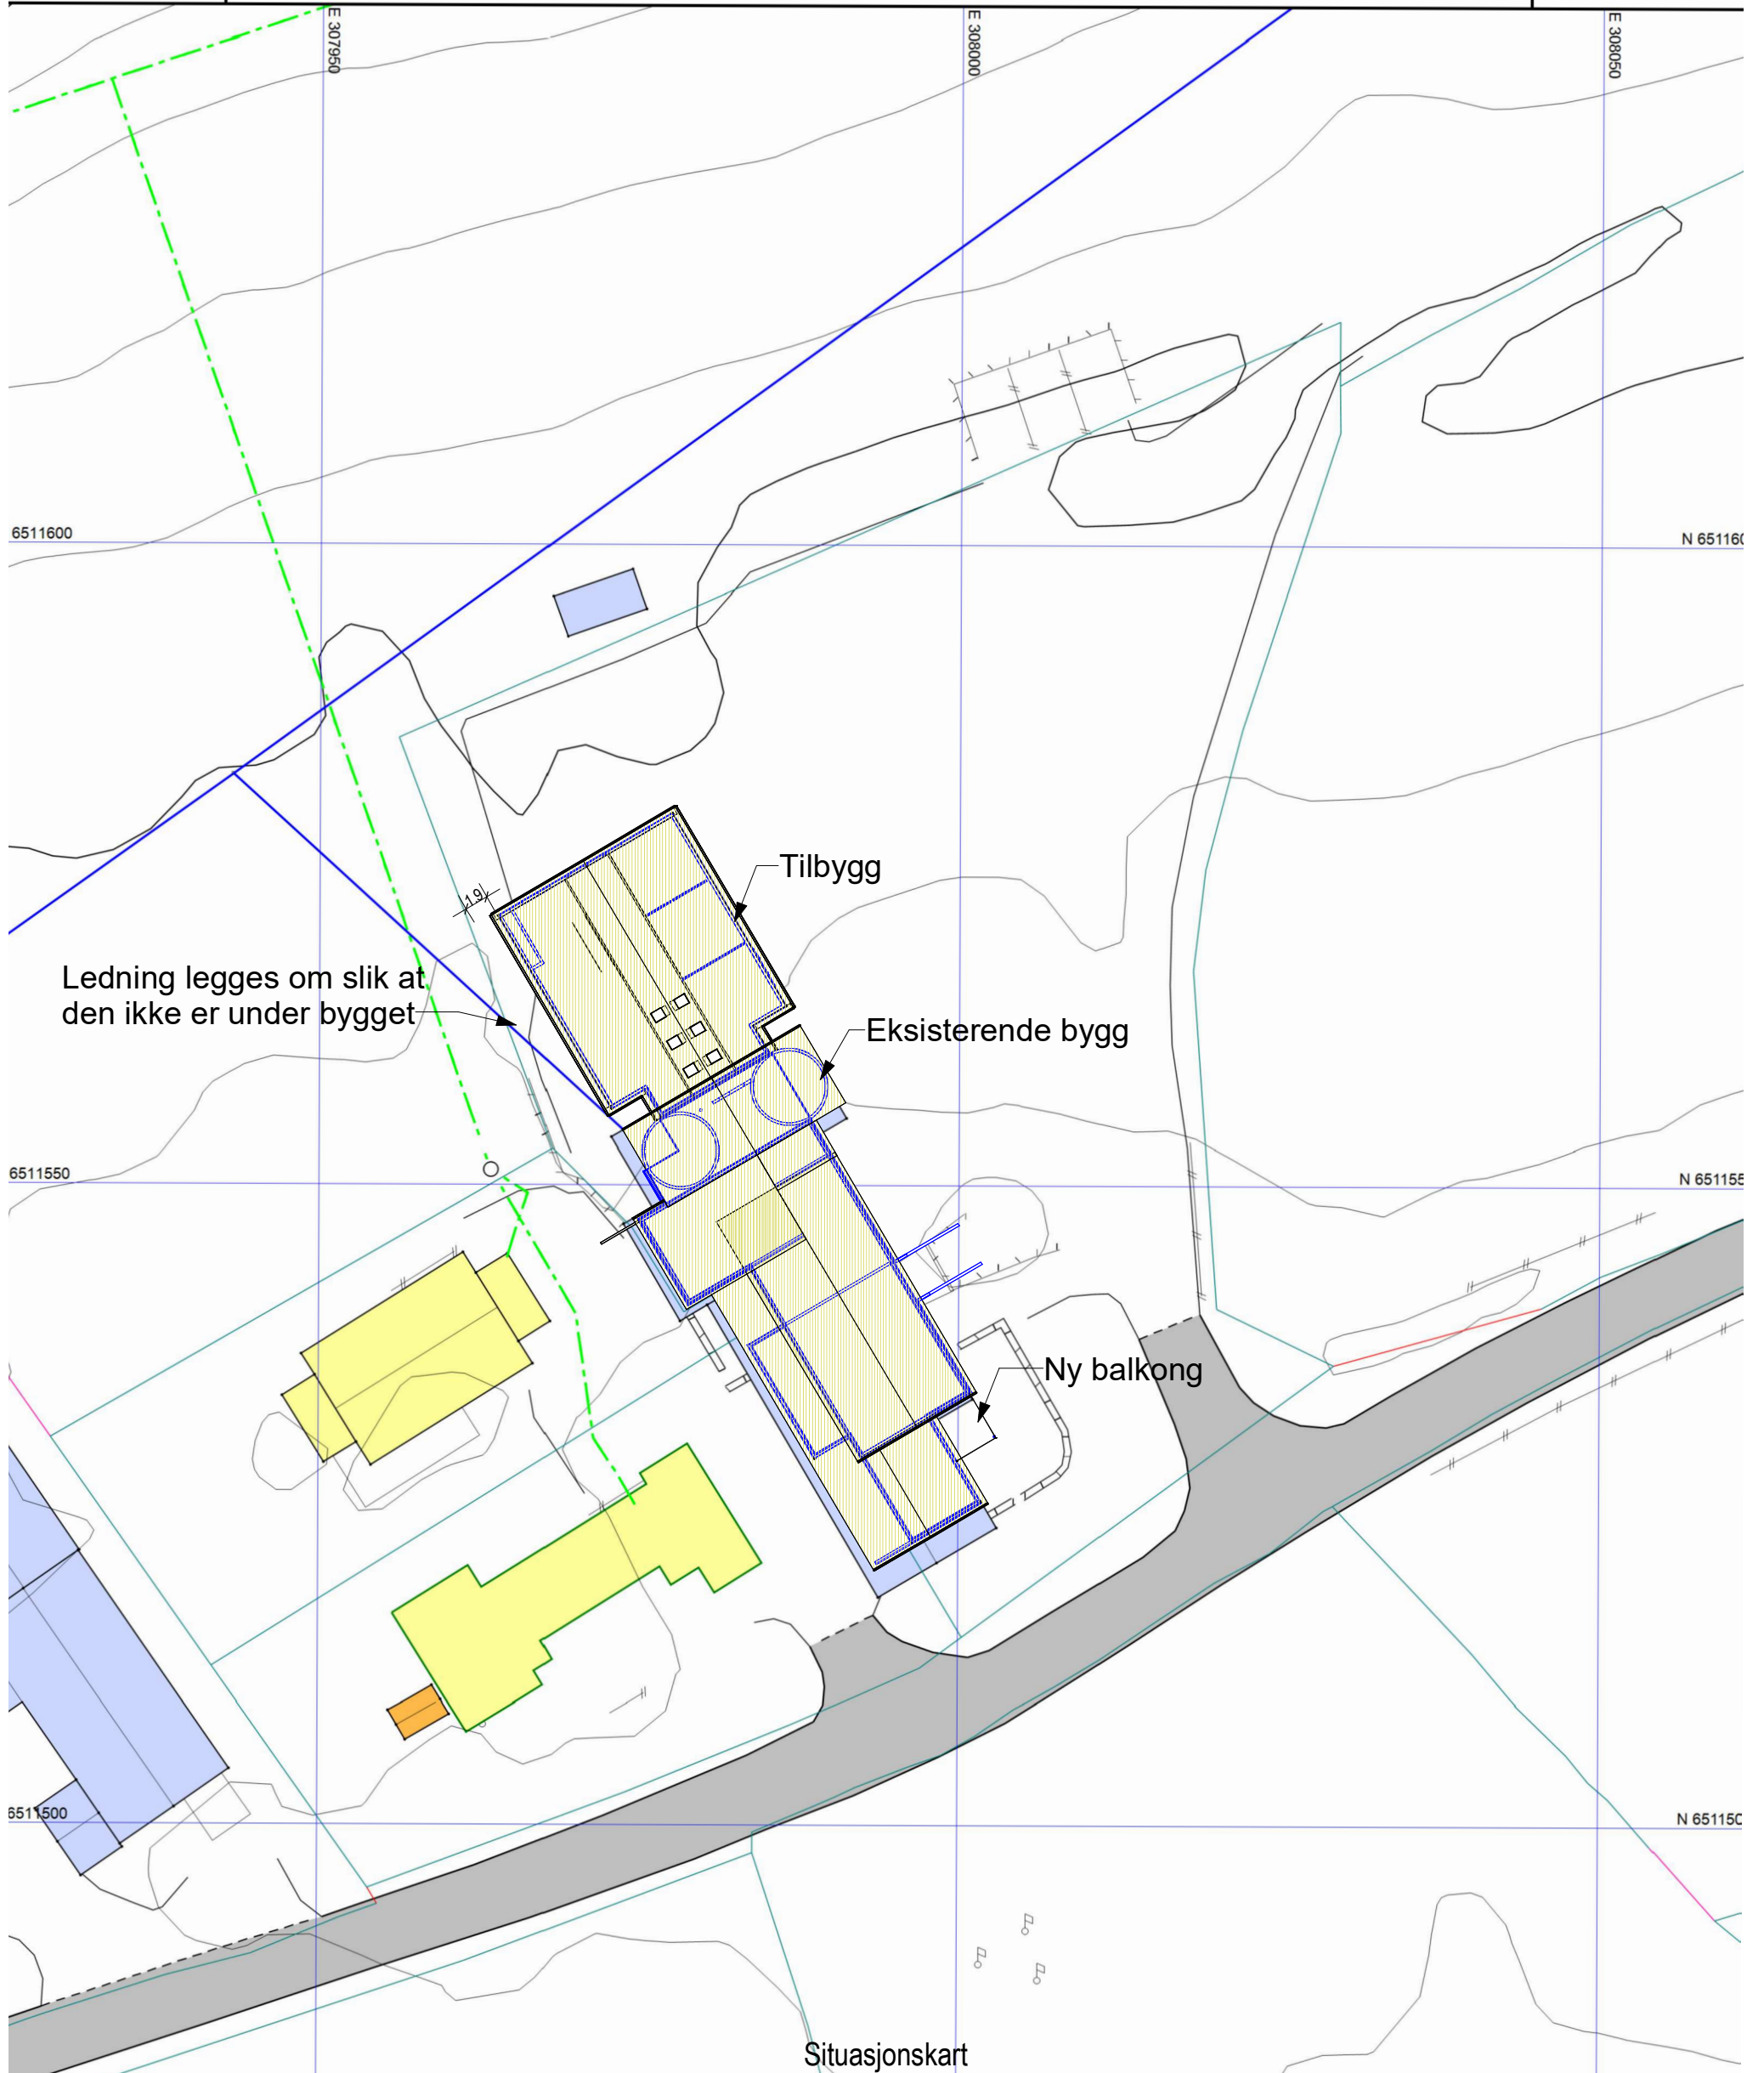 E 307950
E 308000
E 308050
6511600
N 651160
Tilbygg
1.9
Ledning legges om slik at
den ikke er under bygget
Eksisterende bygg
6511550
N 651155
Ny balkong
6511500
N 651150
Situasjonskart